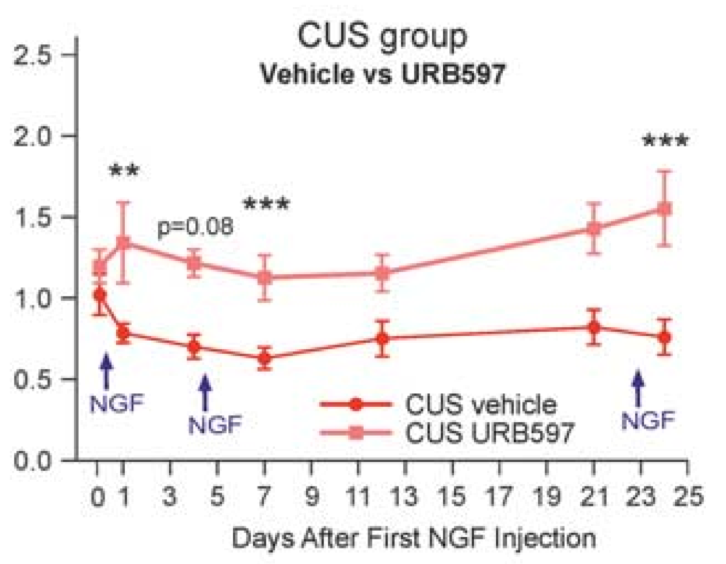 CUS group
Vehicle vs URB597
2.5
2.0
1.5
1.0
0.5
0.0
**
p=0.08
***
***
NGF
NGF
NGF
CUS vehicle
CUS URB597
0 1 3 5 7 9 11 13 15 17 19 21 23 25
Days After First NGF Injection